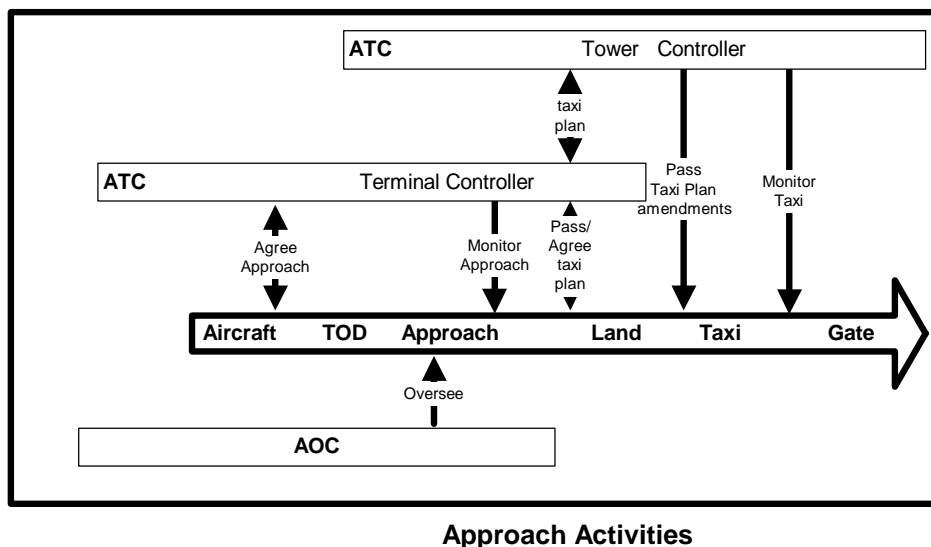 ATC Tower Controller
taxi
plan
ATC Terminal Controller
Pass
Taxi Plan
amendments
Monitor
Taxi
Agree
Approach
Monitor
Approach
Pass/
Agree
taxi
plan
Aircraft TOD Approach Land Taxi Gate
Oversee
AOC
Approach Activities